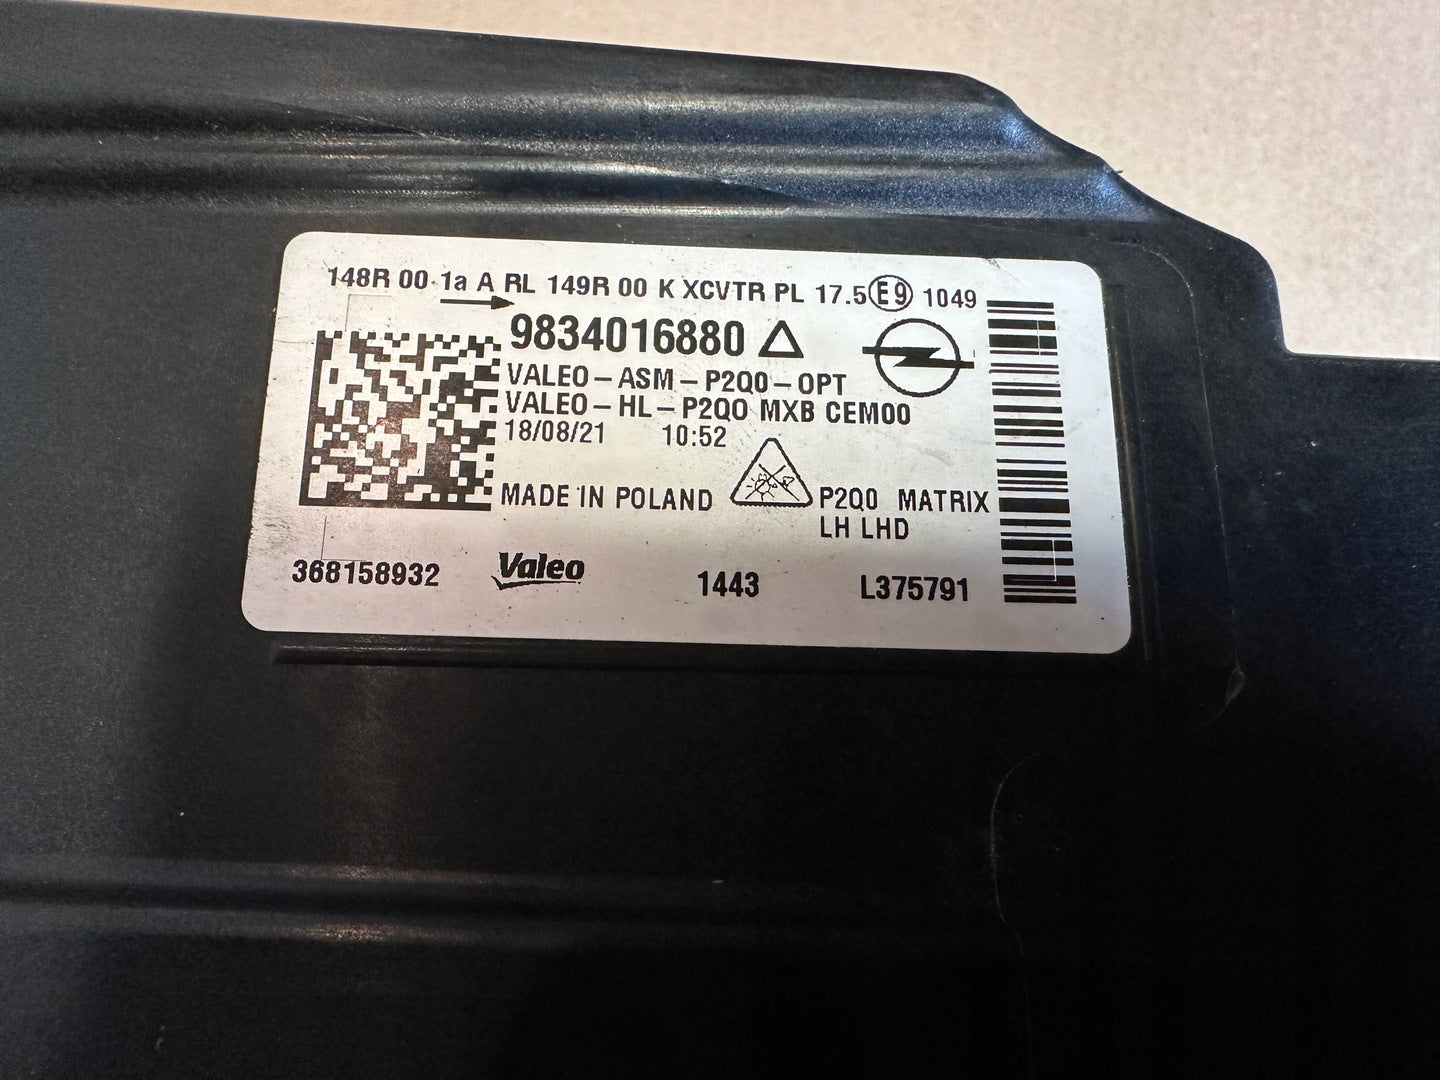 148R 00 1a A RL 149R 00 K XCVTR PL 17.5 E9 1049
9834016880
VALEO-ASM-P2Q0-OPT
VALEO-HL-P2Q0 MXB CEM00
18/08/21 10:52
MADE IN POLAND
P2Q0 MATRIX
LH LHD
368158932 Valeo 1443 L375791